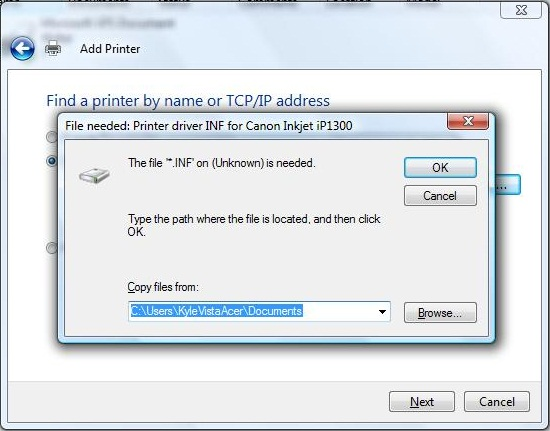 Add Printer
Find a printer by name or TCP/IP address
File needed: Printer driver INF for Canon Inkjet iP1300
The file '*.INF' on (Unknown) is needed.
OK
Cancel
Type the path where the file is located, and then click
OK.
Copy files from:
C:\Users\KyleVistaAcer\Documents
Browse...
...
Next
Cancel